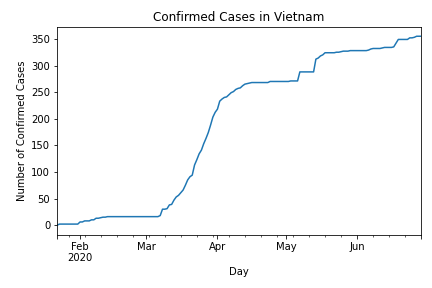 Confirmed Cases in Vietnam
Number of Confirmed Cases
350
300
250
200
150
100
50
0
Feb Mar Apr May Jun
2020
Day